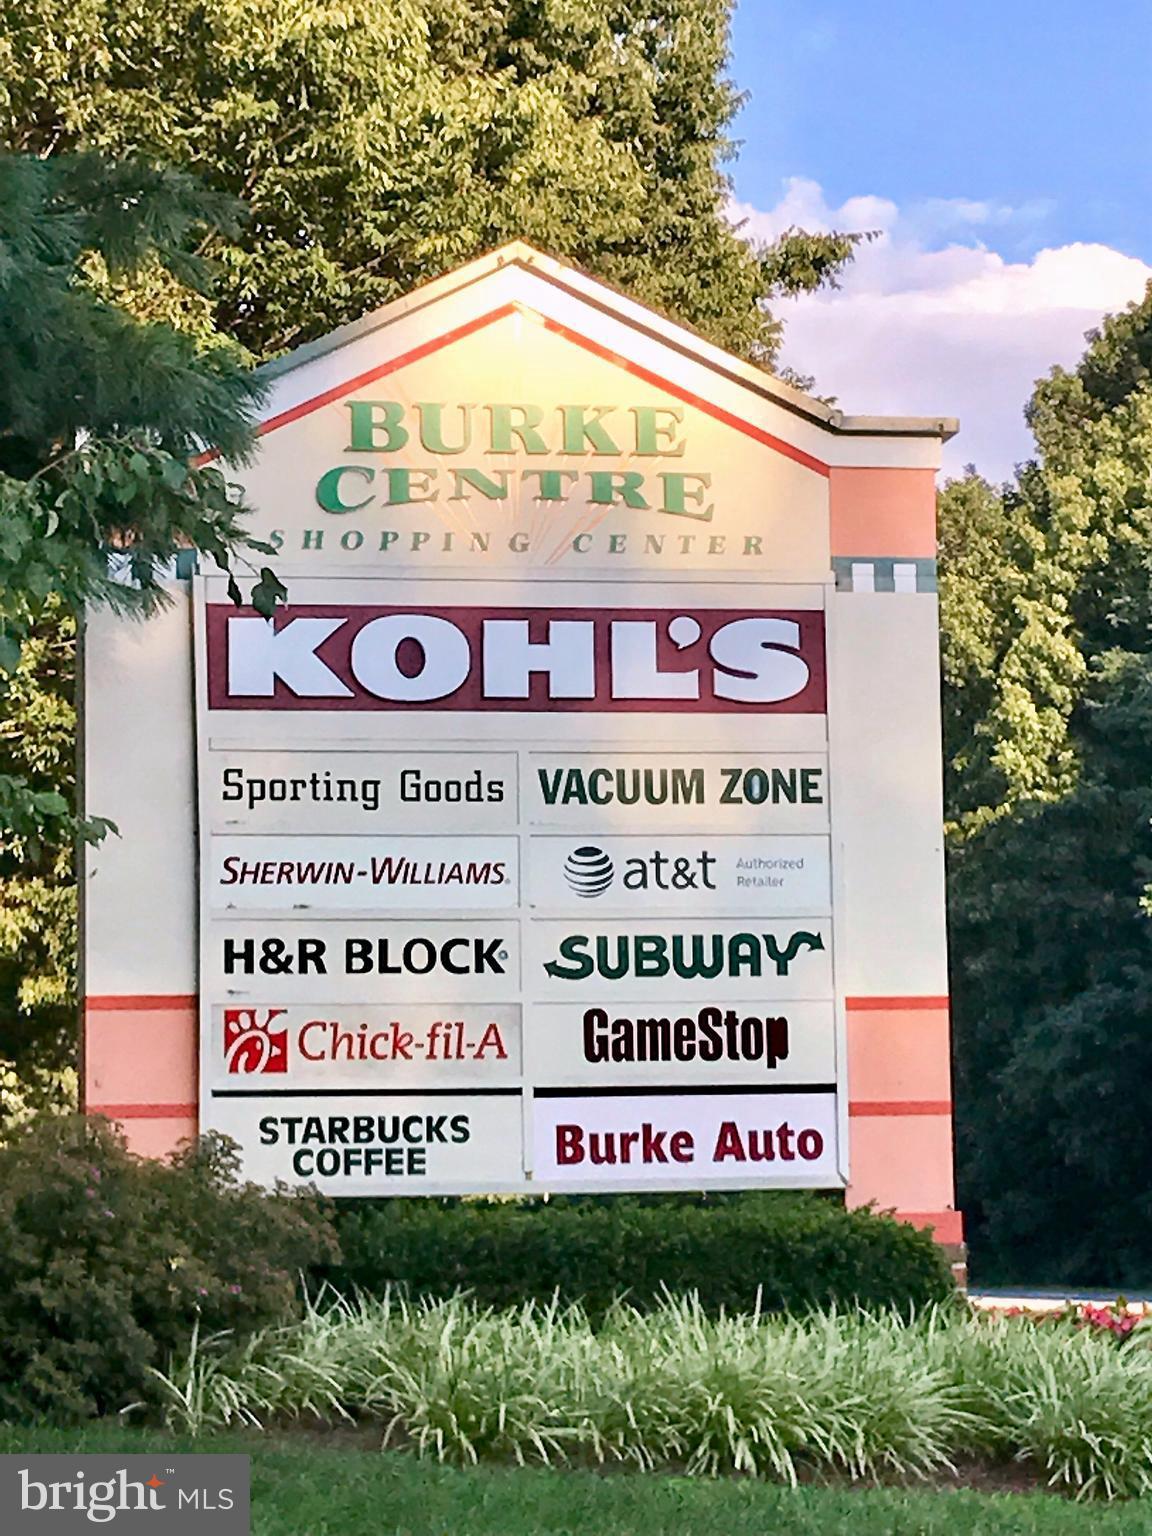 BURKE
CENTRE
SHOPPING CENTER
KOHL'S
Sporting Goods
VACUUM ZONE
SHERWIN-WILLIAMS.
at&t Authorized
Retailer
H&R BLOCK
SUBWAY
Chick-fil-A
GameStop
STARBUCKS
COFFEE
Burke Auto
bright™ MLS